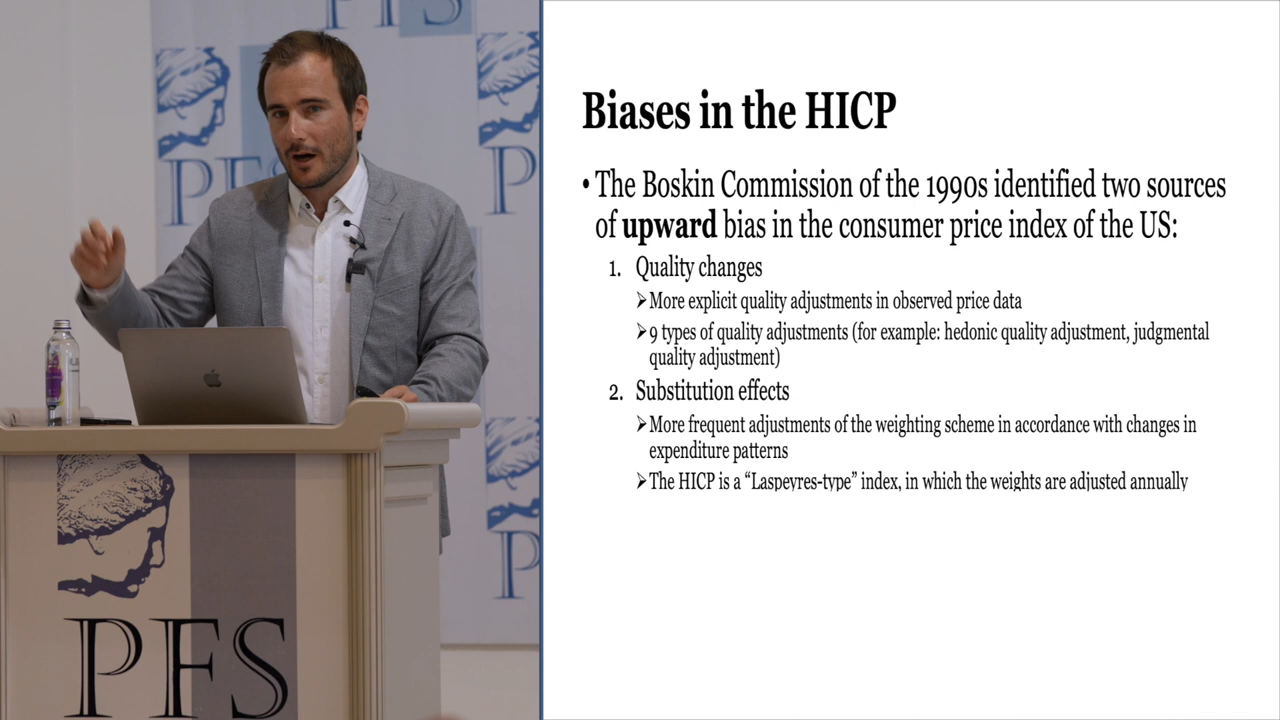 PFS
PFS
P
P
PFS
Biases in the HICP
• The Boskin Commission of the 1990s identified two sources
of upward bias in the consumer price index of the US:
1. Quality changes
➢More explicit quality adjustments in observed price data
➢9 types of quality adjustments (for example: hedonic quality adjustment, judgmental
quality adjustment)
2. Substitution effects
➢More frequent adjustments of the weighting scheme in accordance with changes in
expenditure patterns
➢The HICP is a “Laspeyres-type” index, in which the weights are adjusted annually